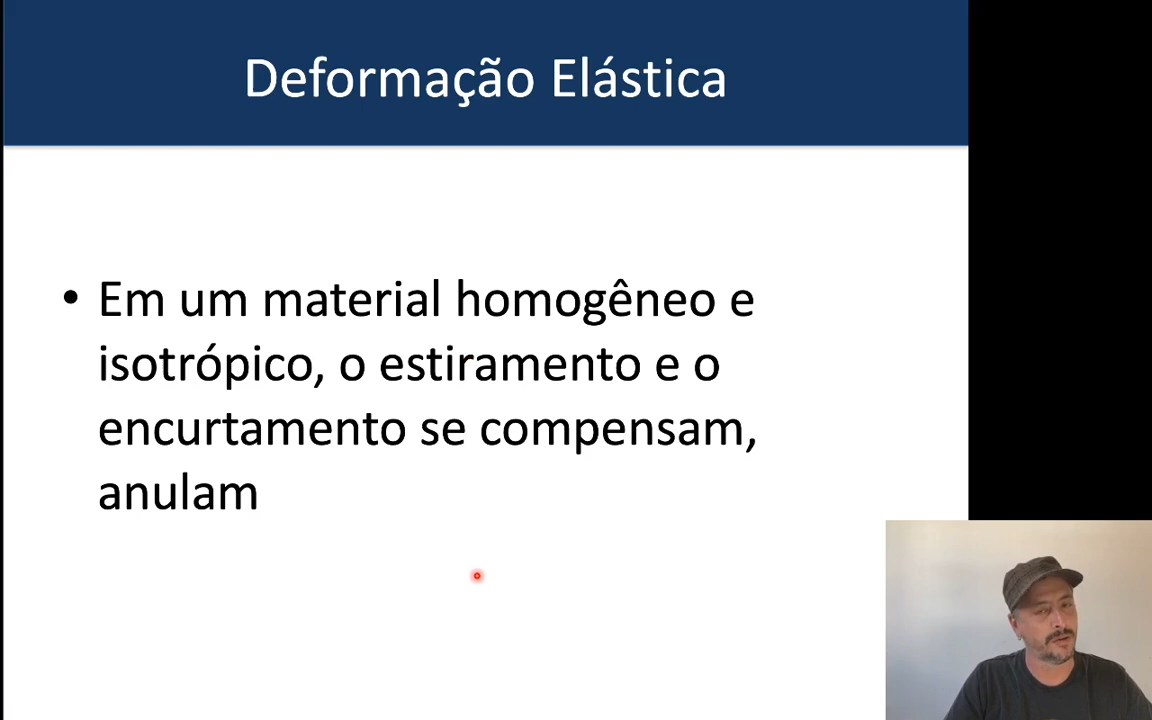 Deformação Elástica
• Em um material homogêneo e
isotrópico, o estiramento e o
encurtamento se compensam,
anulam